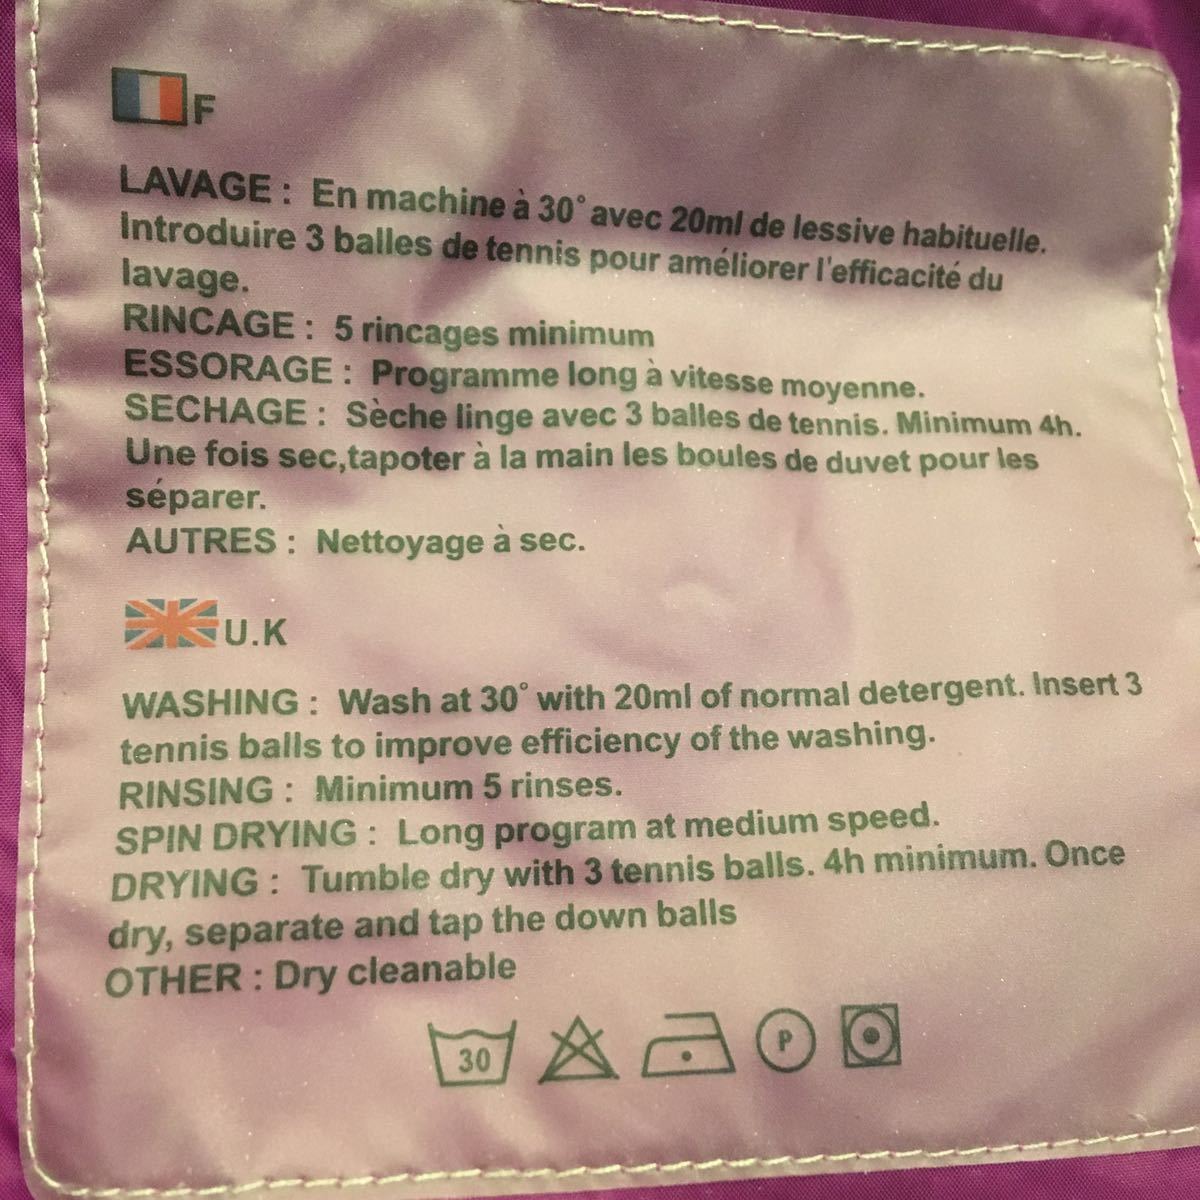 F
LAVAGE : En machine à 30° avec 20ml de lessive habituelle.
Introduire 3 balles de tennis pour améliorer l'efficacité du
lavage.
RINCAGE : 5 rincages minimum
ESSORAGE : Programme long à vitesse moyenne.
SECHAGE : Sèche linge avec 3 balles de tennis. Minimum 4h.
Une fois sec,tapoter à la main les boules de duvet pour les
séparer.
AUTRES : Nettoyage à sec.
U.K
WASHING : Wash at 30° with 20ml of normal detergent. Insert 3
tennis balls to improve efficiency of the washing.
RINSING : Minimum 5 rinses.
SPIN DRYING : Long program at medium speed.
DRYING : Tumble dry with 3 tennis balls. 4h minimum. Once
dry, separate and tap the down balls
OTHER : Dry cleanable
30 P